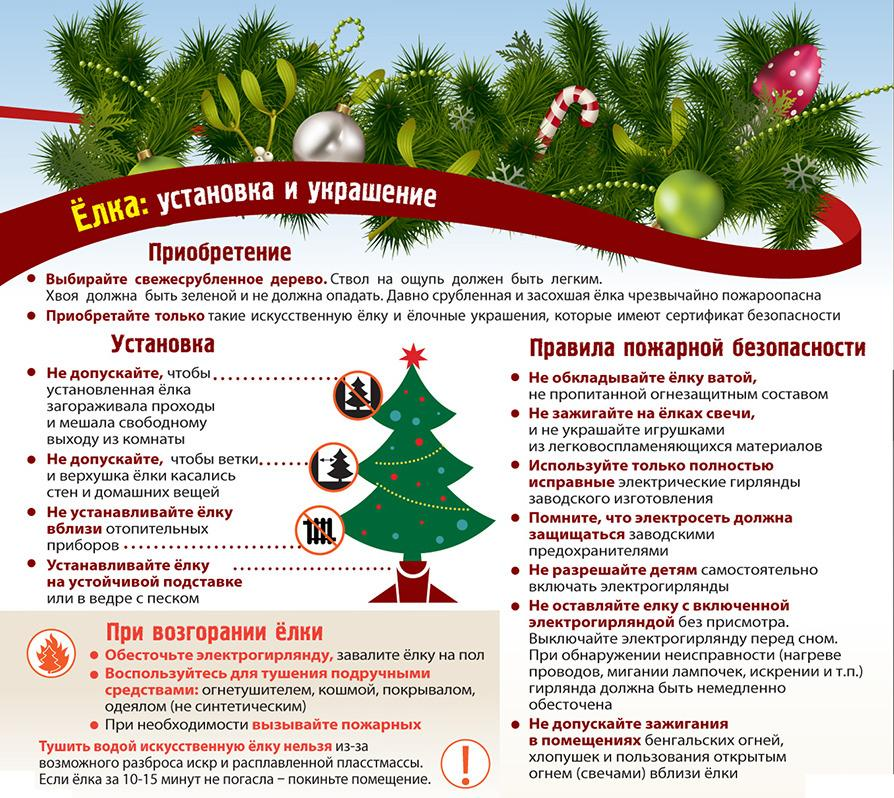 Ёлка: установка и украшение
Приобретение
• Выбирайте свежесрубленное дерево. Ствол на ощупь должен быть легким.
Хвоя должна быть зеленой и не должна опадать. Давно срубленная и засохшая ёлка чрезвычайно пожароопасна
• Приобретайте только такие искусственную ёлку и ёлочные украшения, которые имеют сертификат безопасности
Установка
• Не допускайте, чтобы
установленная ёлка
загораживала проходы
и мешала свободному
выходу из комнаты
• Не допускайте, чтобы ветки
и верхушка ёлки касались
стен и домашних вещей
• Не устанавливайте ёлку
вблизи отопительных
приборов
• Устанавливайте ёлку
на устойчивой подставке
или в ведре с песком
При возгорании ёлки
• Обесточьте электрогирлянду, завалите ёлку на пол
• Воспользуйтесь для тушения подручными
средствами: огнетушителем, кошмой, покрывалом,
одеялом (не синтетическим)
• При необходимости вызывайте пожарных
Тушить водой искусственную ёлку нельзя из-за
возможного разброса искр и расплавленной пласстмассы.
Если ёлка за 10-15 минут не погасла – покиньте помещение.
Правила пожарной безопасности
• Не обкладывайте ёлку ватой,
не пропитанной огнезащитным составом
• Не зажигайте на ёлках свечи,
и не украшайте игрушками
из легковоспламеняющихся материалов
• Используйте только полностью
исправные электрические гирлянды
заводского изготовления
• Помните, что электросеть должна
защищаться заводскими
предохранителями
• Не разрешайте детям самостоятельно
включать электрогирлянды
• Не оставляйте елку с включенной
электрогирляндой без присмотра.
Выключайте электрогирлянду перед сном.
При обнаружении неисправности (нагреве
проводов, мигании лампочек, искрении и т.п.)
гирлянда должна быть немедленно
обесточена
• Не допускайте зажигания
в помещениях бенгальских огней,
хлопушек и пользования открытым
огнем (свечами) вблизи ёлки